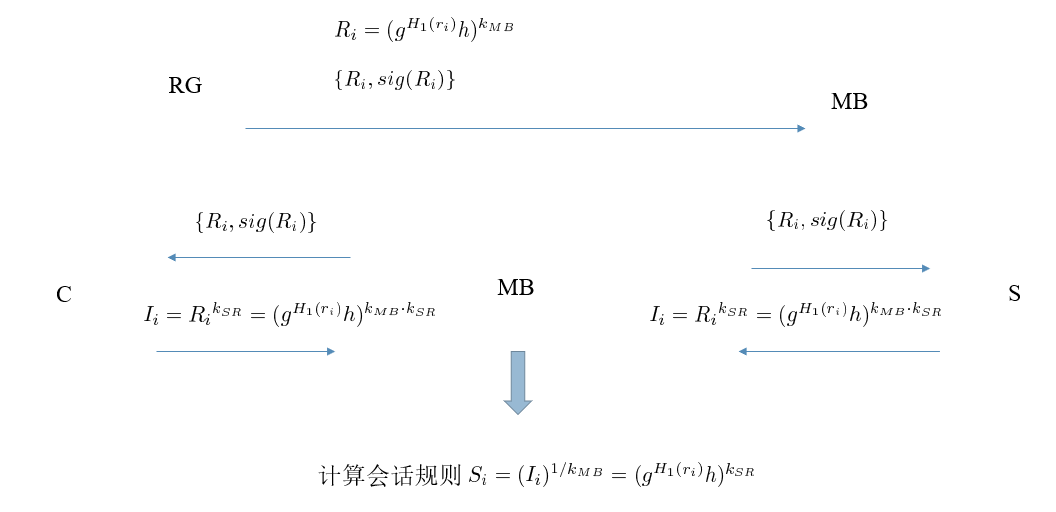 R_i = (g^{H_1(r_i)}h)^{k_{MB}}
{R_i, sig(R_i)}
RG
MB
{R_i, sig(R_i)}
{R_i, sig(R_i)}
C
MB
S
I_i = R_i^{k_{SR}} = (g^{H_1(r_i)}h)^{k_{MB}·k_{SR}}
I_i = R_i^{k_{SR}} = (g^{H_1(r_i)}h)^{k_{MB}·k_{SR}}
计算会话规则 S_i = (I_i)^{1/k_{MB}} = (g^{H_1(r_i)}h)^{k_{SR}}